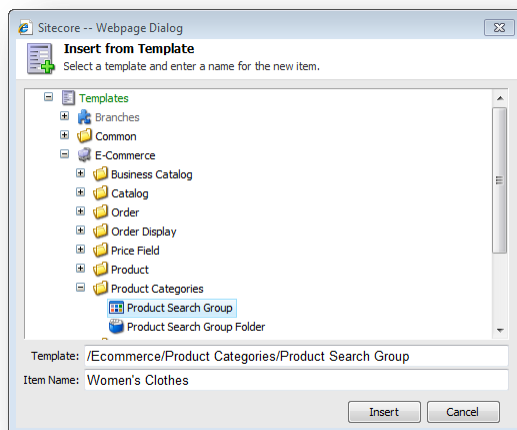 Sitecore -- Webpage Dialog
Insert from Template
Select a template and enter a name for the new item.
Templates
Branches
Common
E-Commerce
Business Catalog
Catalog
Order
Order Display
Price Field
Product
Product Categories
Product Search Group
Product Search Group Folder
Template: /Ecommerce/Product Categories/Product Search Group
Item Name: Women's Clothes
Insert Cancel